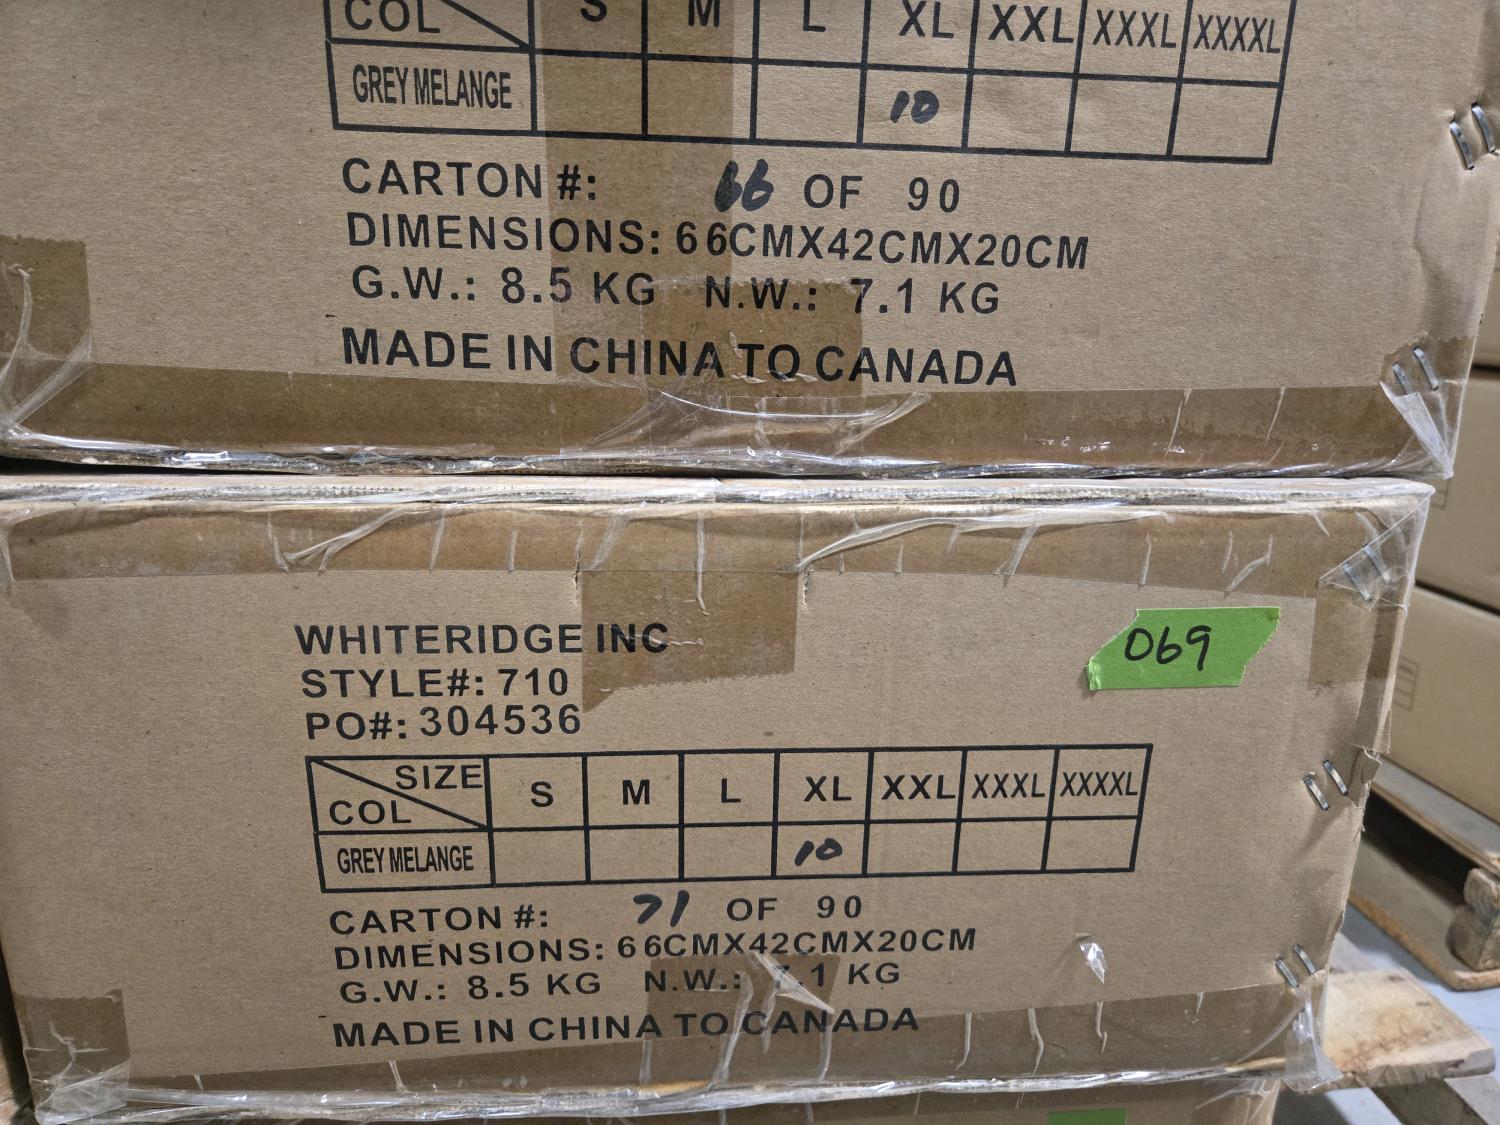 COL S M L XL XXL XXXL XXXXL
GREY MELANGE 10
CARTON #: 66 OF 90
DIMENSIONS: 66CMX42CMX20CM
G.W.: 8.5 KG N.W.: 7.1 KG
MADE IN CHINA TO CANADA
WHITERIDGE INC
069
STYLE#: 710
PO#: 304536
SIZE
COL S M L XL XXL XXXL XXXXL
GREY MELANGE 10
CARTON #: 71 OF 90
DIMENSIONS: 66CMX42CMX20CM
G.W.: 8.5 KG N.W.: 7.1 KG
MADE IN CHINA TO CANADA